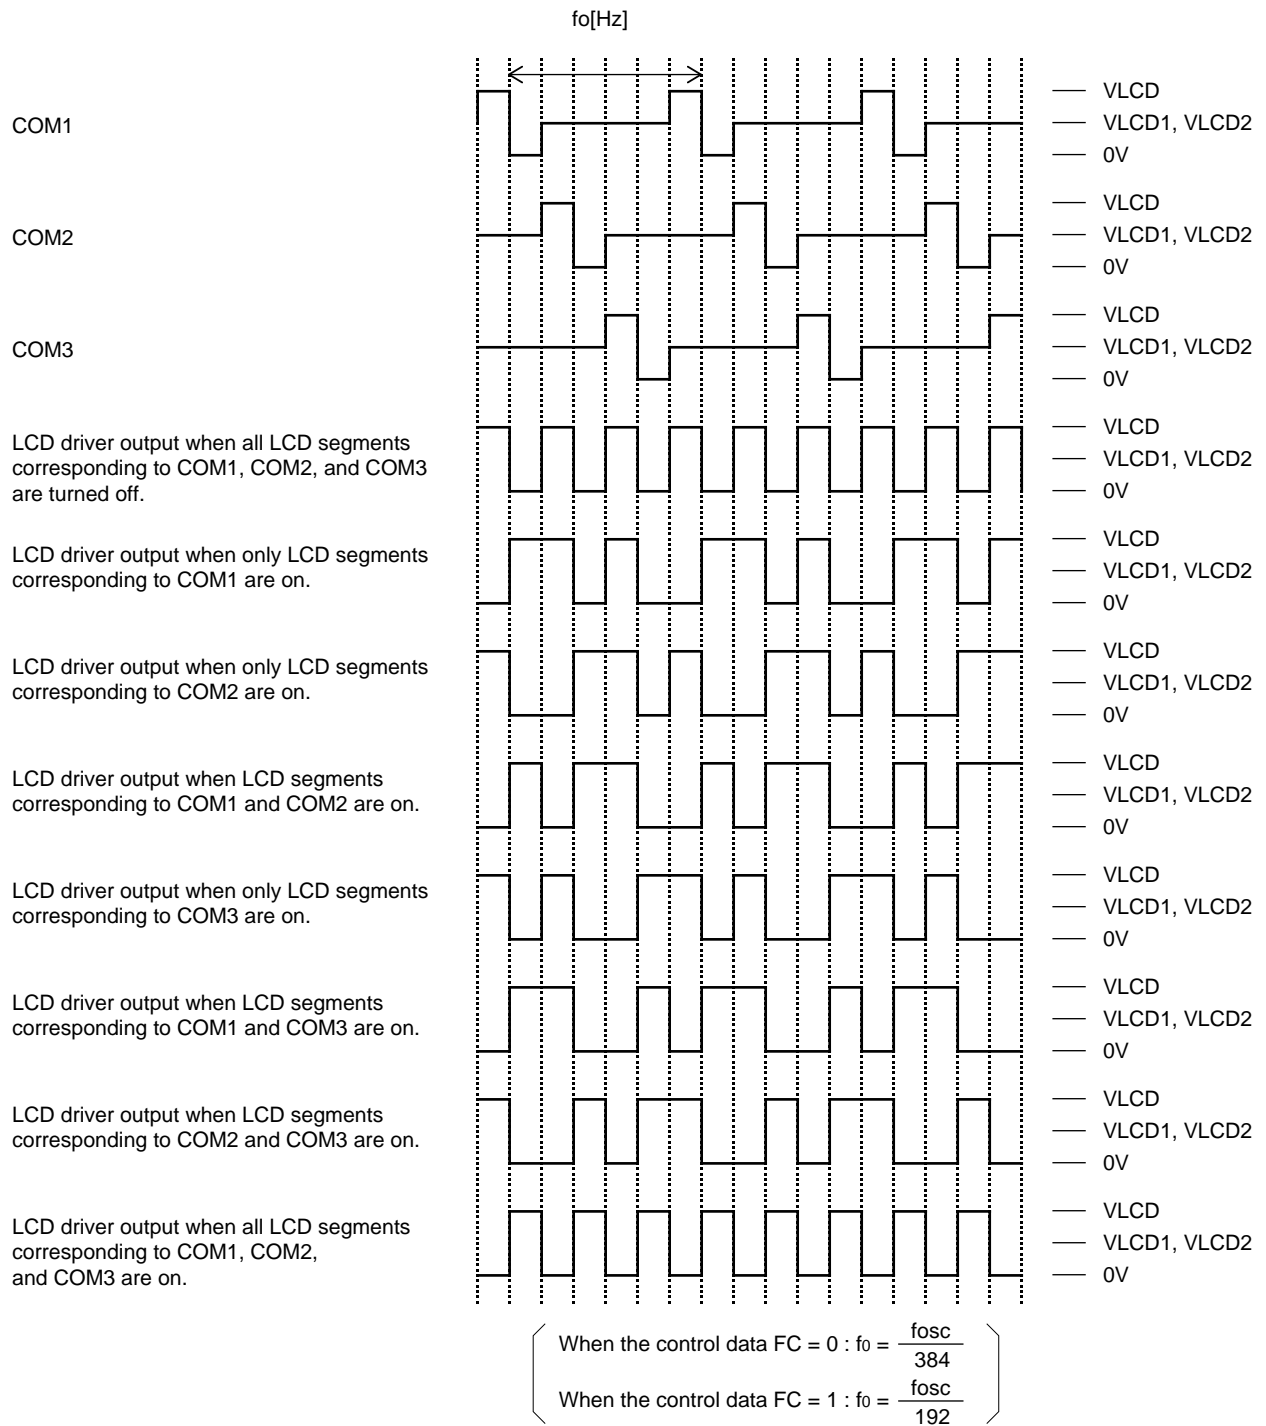 fo[Hz]
COM1
VLCD
VLCD1, VLCD2
0V
COM2
VLCD
VLCD1, VLCD2
0V
COM3
VLCD
VLCD1, VLCD2
0V
LCD driver output when all LCD segments
corresponding to COM1, COM2, and COM3
are turned off.
VLCD
VLCD1, VLCD2
0V
LCD driver output when only LCD segments
corresponding to COM1 are on.
VLCD
VLCD1, VLCD2
0V
LCD driver output when only LCD segments
corresponding to COM2 are on.
VLCD
VLCD1, VLCD2
0V
LCD driver output when LCD segments
corresponding to COM1 and COM2 are on.
VLCD
VLCD1, VLCD2
0V
LCD driver output when only LCD segments
corresponding to COM3 are on.
VLCD
VLCD1, VLCD2
0V
LCD driver output when LCD segments
corresponding to COM1 and COM3 are on.
VLCD
VLCD1, VLCD2
0V
LCD driver output when LCD segments
corresponding to COM2 and COM3 are on.
VLCD
VLCD1, VLCD2
0V
LCD driver output when all LCD segments
corresponding to COM1, COM2,
and COM3 are on.
VLCD
VLCD1, VLCD2
0V
When the control data FC = 0 : f0 = fosc
384
When the control data FC = 1 : f0 = fosc
192